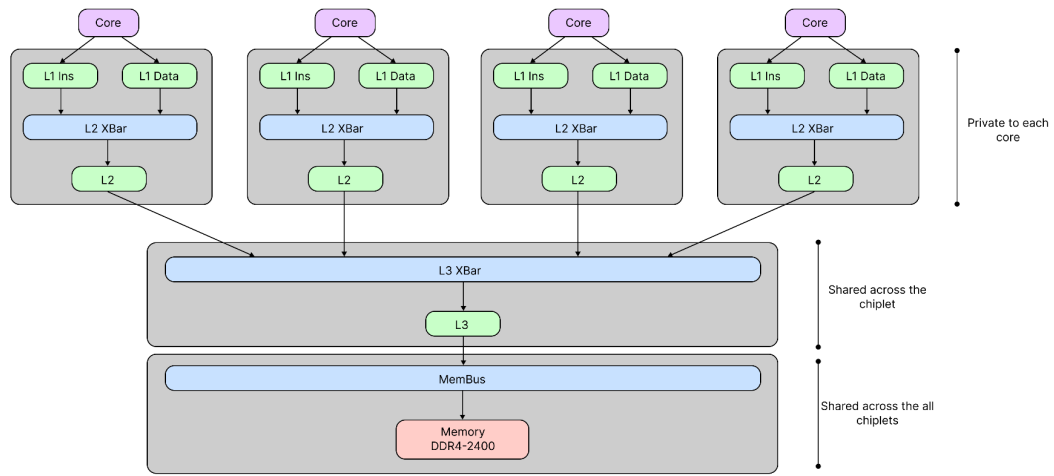 Core
Core
Core
Core
L1 Ins
L1 Data
L1 Ins
L1 Data
L1 Ins
L1 Data
L1 Ins
L1 Data
L2 XBar
L2 XBar
L2 XBar
L2 XBar
Private to each
core
L2
L2
L2
L2
L3 XBar
Shared across the
chiplet
L3
MemBus
Shared across the all
chiplets
Memory
DDR4-2400